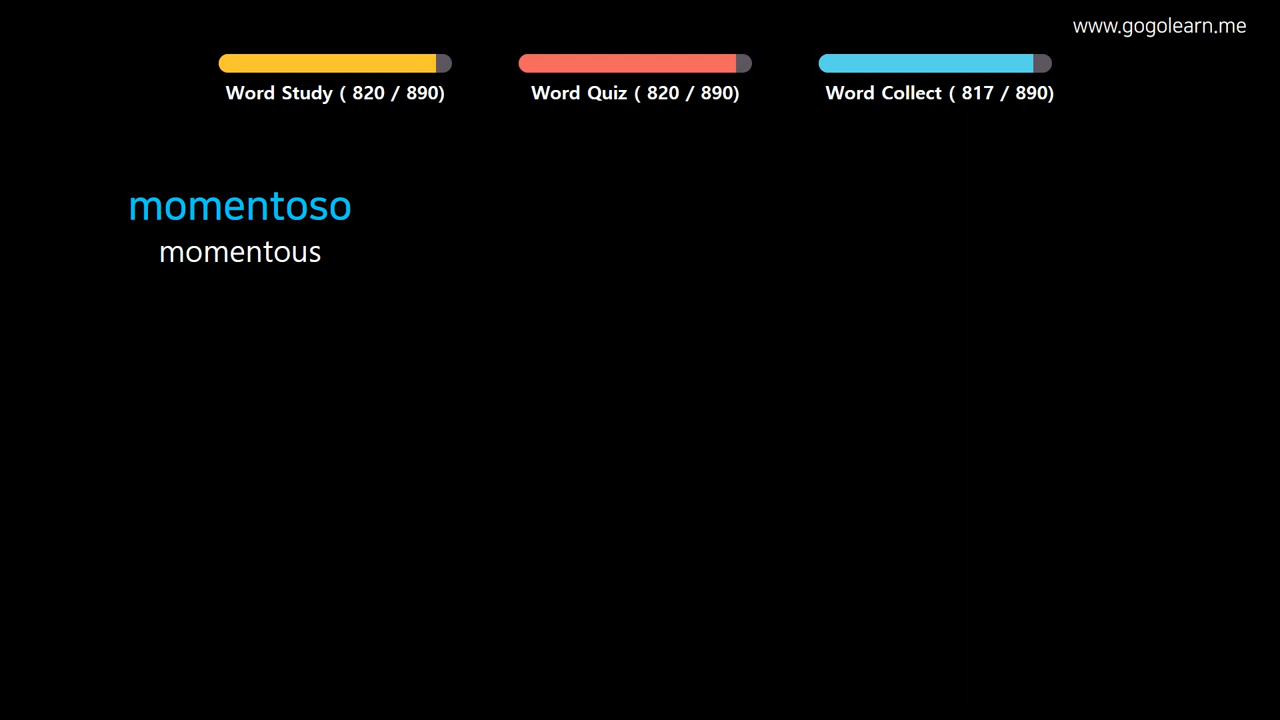 www.gogolearn.me
Word Study ( 820 / 890)
Word Quiz ( 820 / 890)
Word Collect ( 817 / 890)
momentoso
momentous